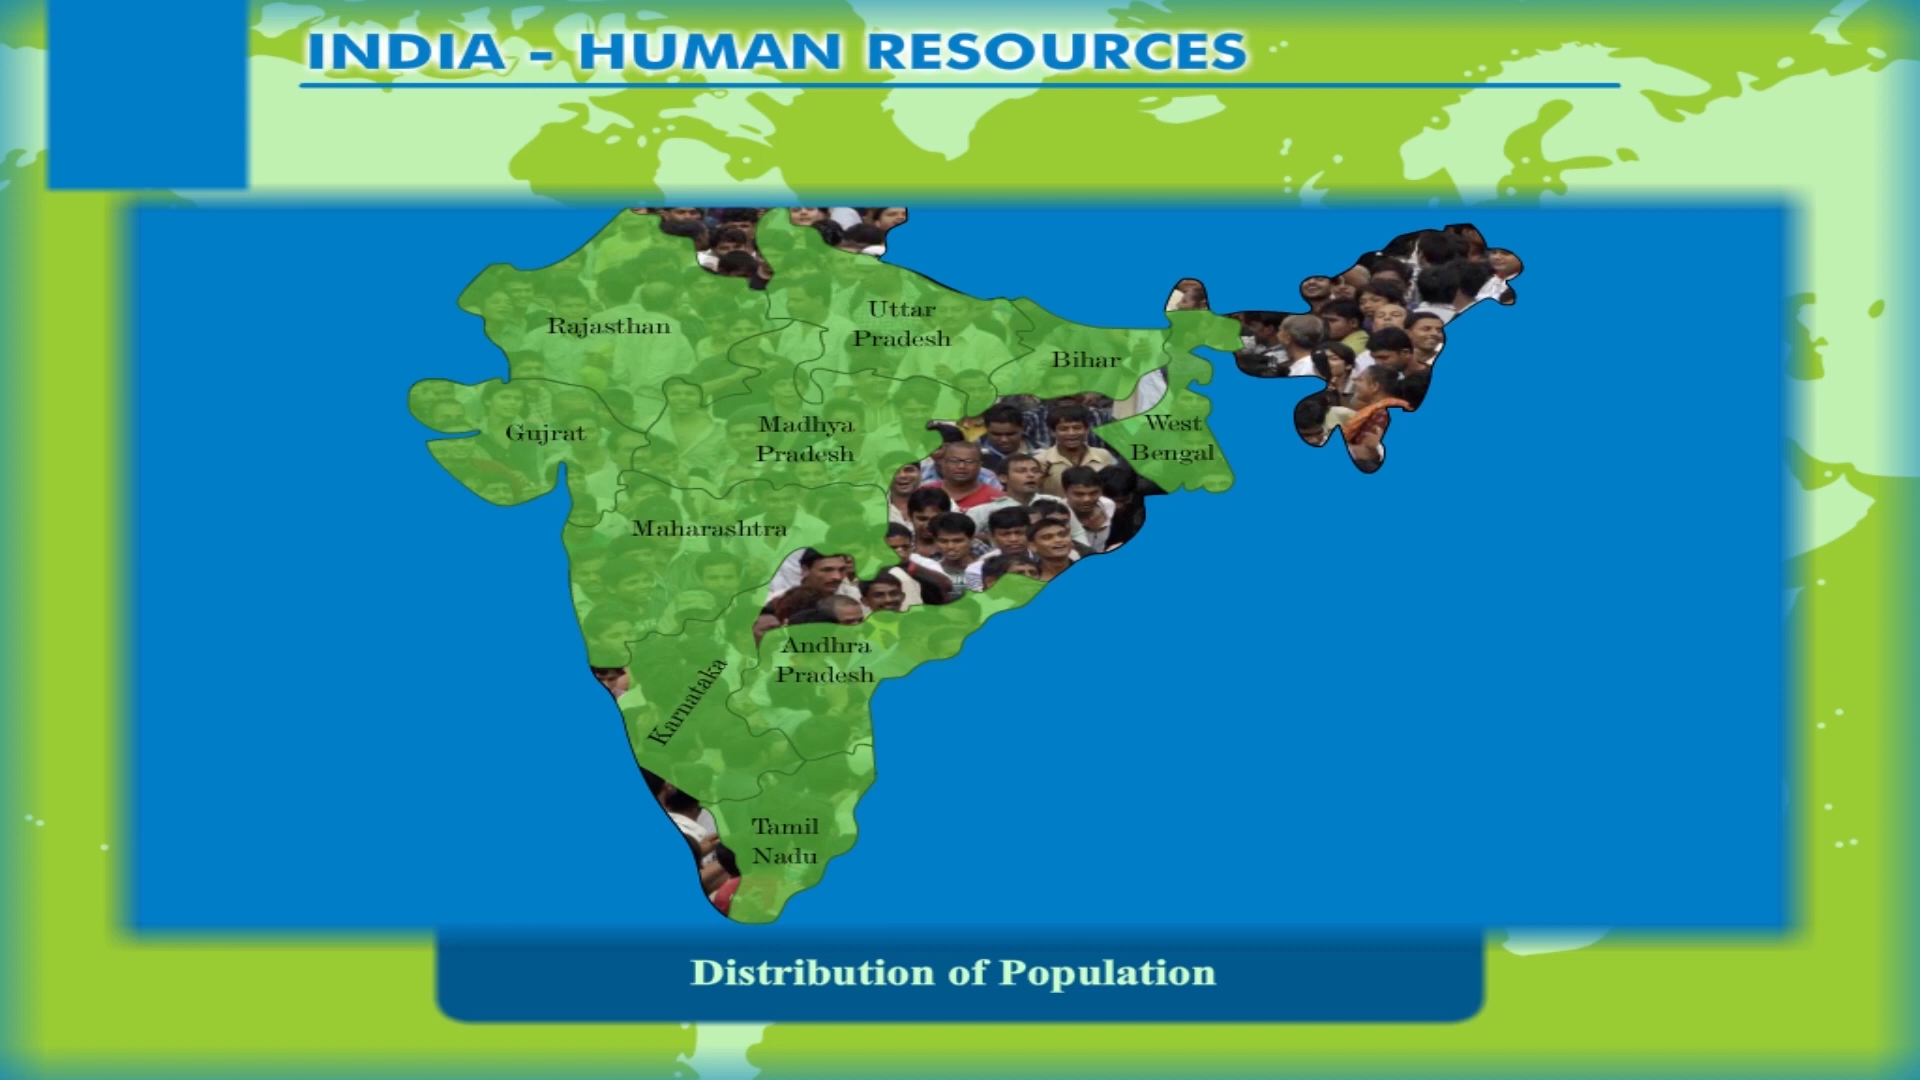 INDIA - HUMAN RESOURCES
Uttar
Pradesh
Rajasthan
Bihar
Gujrat
Madhya
Pradesh
West
Bengal
Maharashtra
Andhra
Pradesh
Karnataka
Tamil
Nadu
Distribution of Population